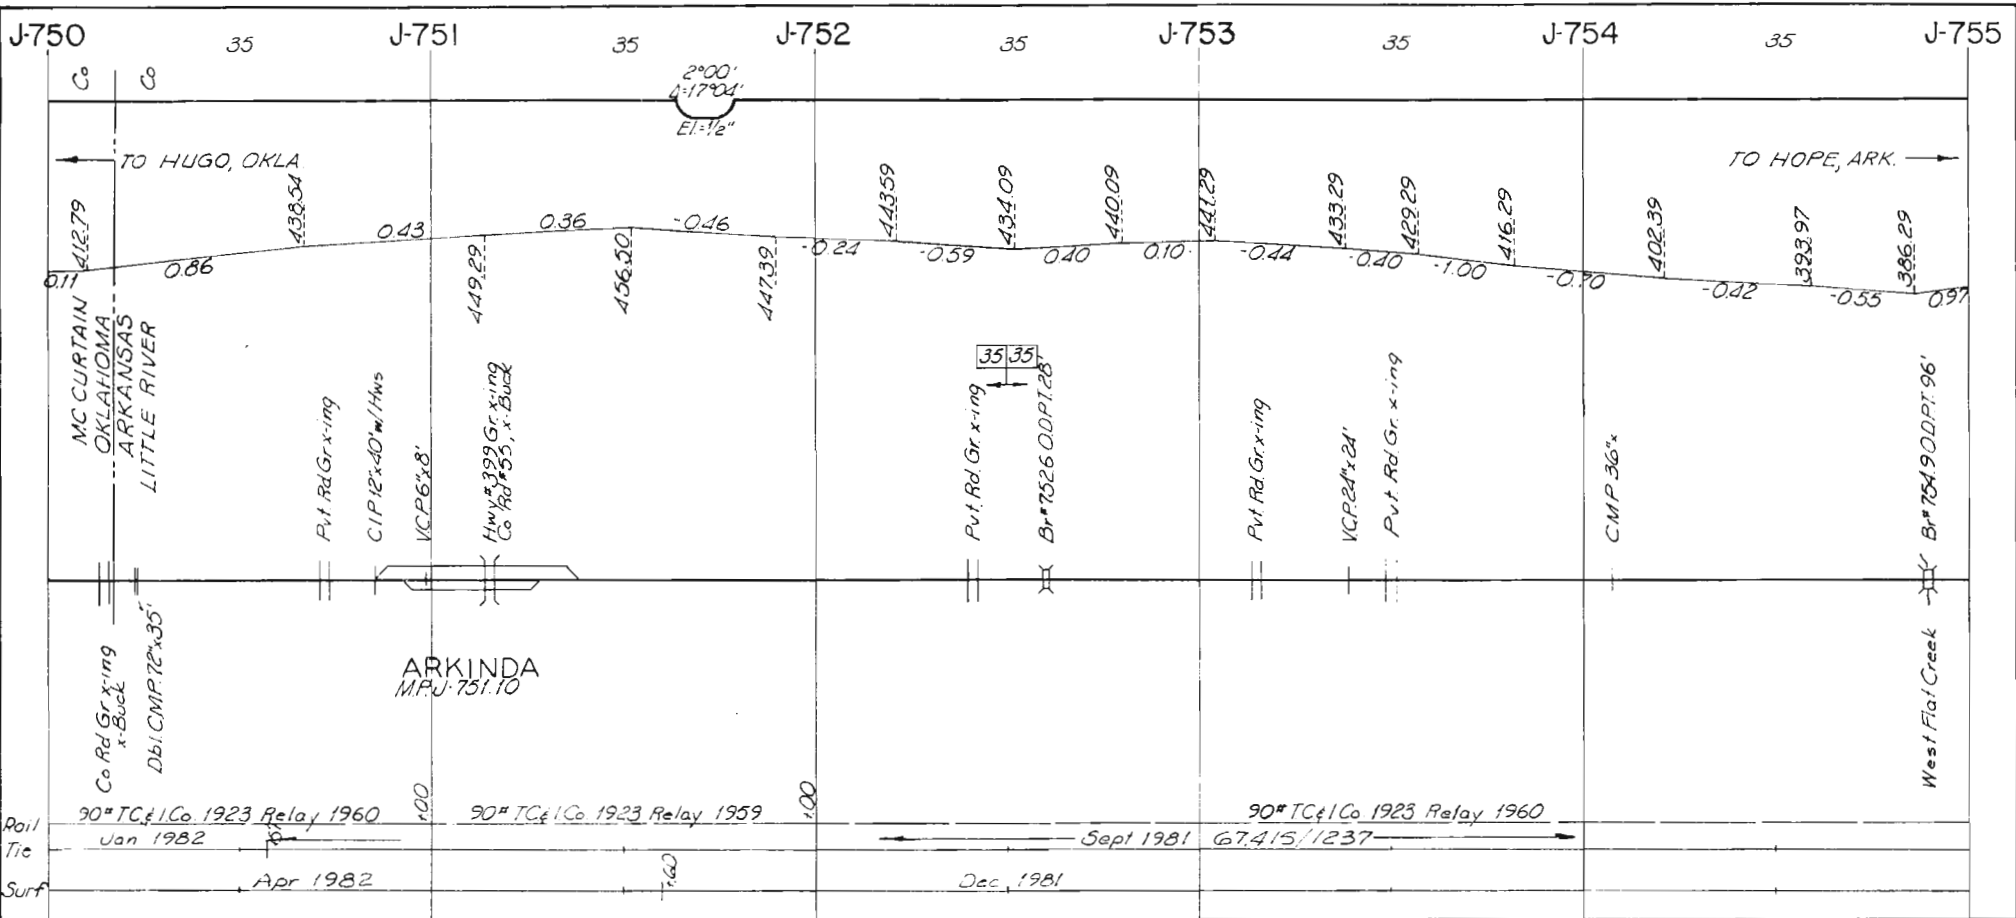 J-750 35 J-751 35 J-752 35 J-753 35 J-754 35 J-755
Co Co
2°00'
Δ=17°04'
El=1/2"
TO HUGO, OKLA.
TO HOPE, ARK.
412.79 438.54 449.29 456.50 447.39 443.59 434.09 440.09 441.29 433.29 429.29 416.29 402.39 393.97 386.29
0.11 0.86 0.43 0.36 -0.46 -0.24 -0.59 0.40 0.10 -0.44 -0.40 -1.00 -0.70 -0.42 -0.55 0.97
MC CURTAIN
OKLAHOMA
ARKANSAS
LITTLE RIVER
Pvt. Rd Gr x-ing
CIP 12"x40' w/Hws
V.C.P. 6"x8'
Hwy #399 Gr. x-ing
Co Rd #55, x-Buck
35 35
Pvt. Rd. Gr. x-ing
Br# 752.6 O.D.P.T. 28'
Pvt. Rd. Gr. x-ing
V.C.P. 24"x24'
Pvt. Rd. Gr. x-ing
CMP 36"x
Br# 754.9 O.D.P.T. 96'
Co Rd Gr x-ing
x-Buck
Dbl. C.M.P. 72"x35'
ARKINDA
M.P.J-751.10
West Flat Creek
Rail 90# TC&I.Co. 1923 Relay 1960 1.00 90# TC&I Co. 1923 Relay 1959 1.00 90# TC&I Co 1923 Relay 1960
Tie Jan 1982 Sept 1981 67.415/1237
Surf Apr 1982 1.60 Dec, 1981